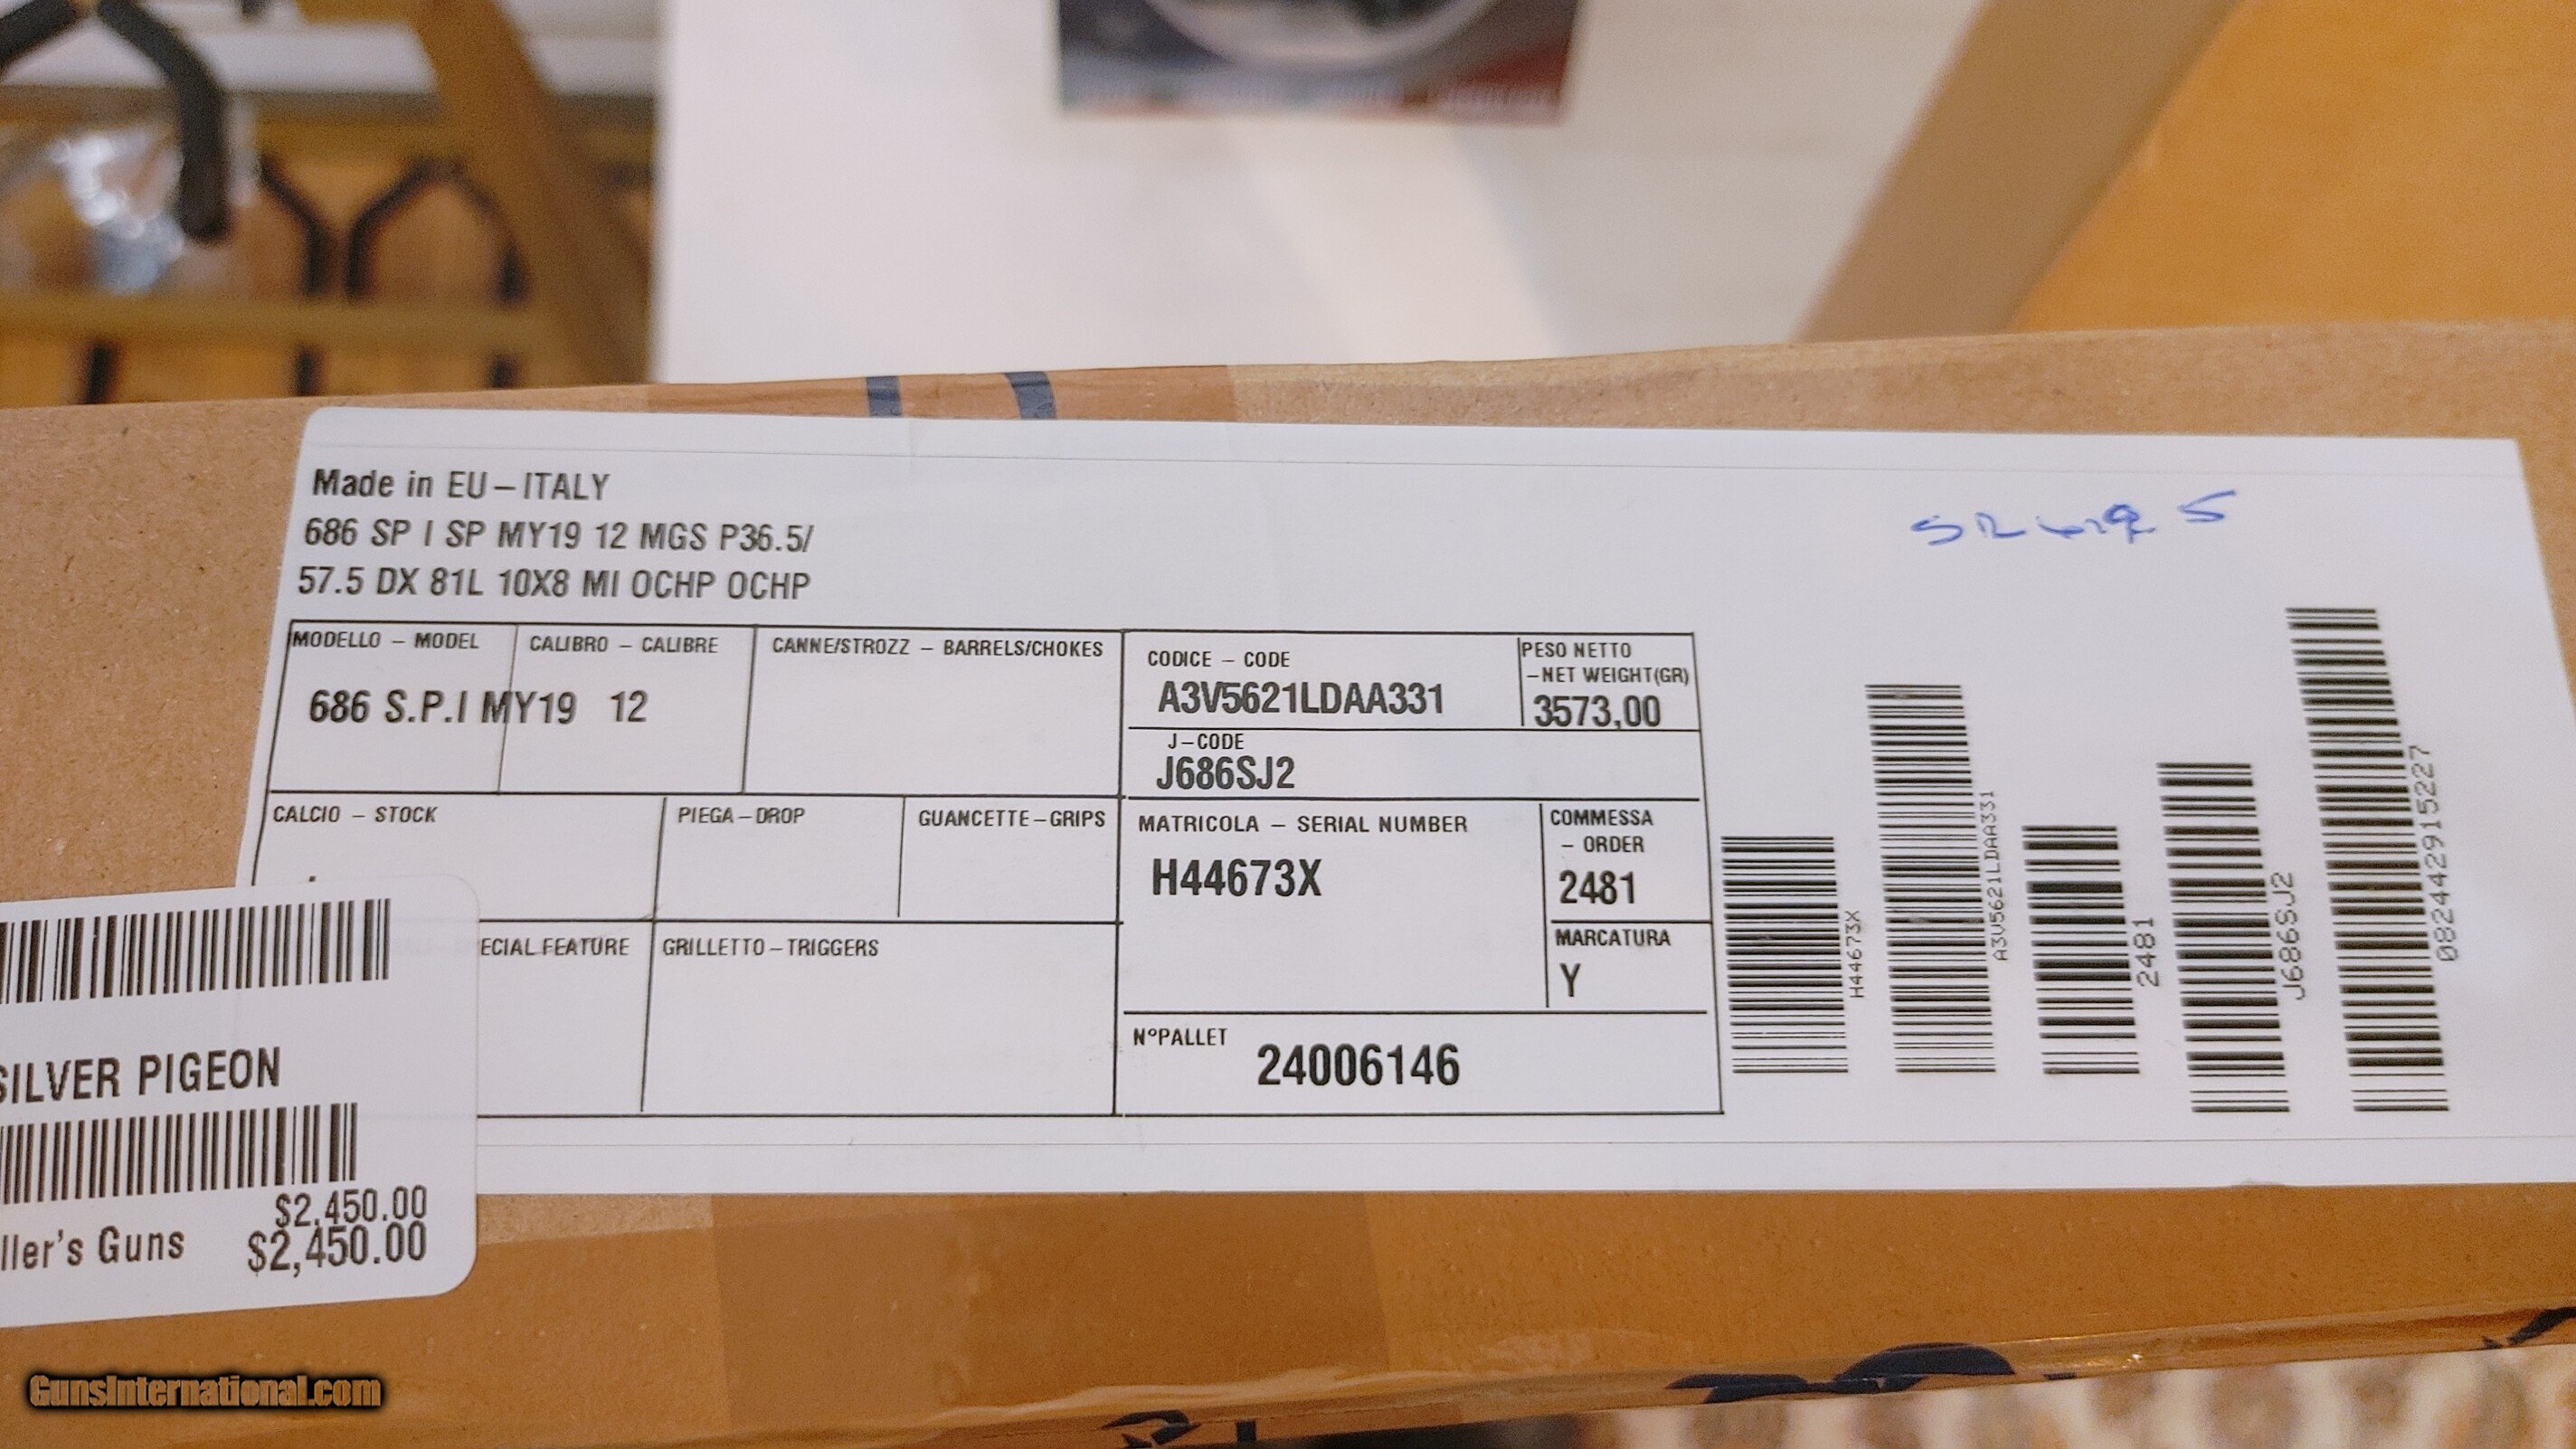 Made in EU – ITALY
686 SP I SP MY19 12 MGS P36.5/
57.5 DX 81L 10X8 MI OCHP OCHP
MODELLO – MODEL
CALIBRO – CALIBRE
CANNE/STROZZ – BARRELS/CHOKES
686 S.P.I MY19 12
CODICE – CODE
A3V5621LDAA331
PESO NETTO
–NET WEIGHT(GR)
3573,00
J–CODE
J686SJ2
CALCIO – STOCK
PIEGA–DROP
GUANCETTE–GRIPS
MATRICOLA – SERIAL NUMBER
H44673X
COMMESSA
– ORDER
2481
MARCATURA
Y
ECIAL FEATURE
GRILLETTO–TRIGGERS
N°PALLET
24006146
H44673X
A3V5621LDAA331
2481
J686SJ2
082442915227
SILVER PIGEON
$2,450.00
ller's Guns $2,450.00
GunsInternational.com